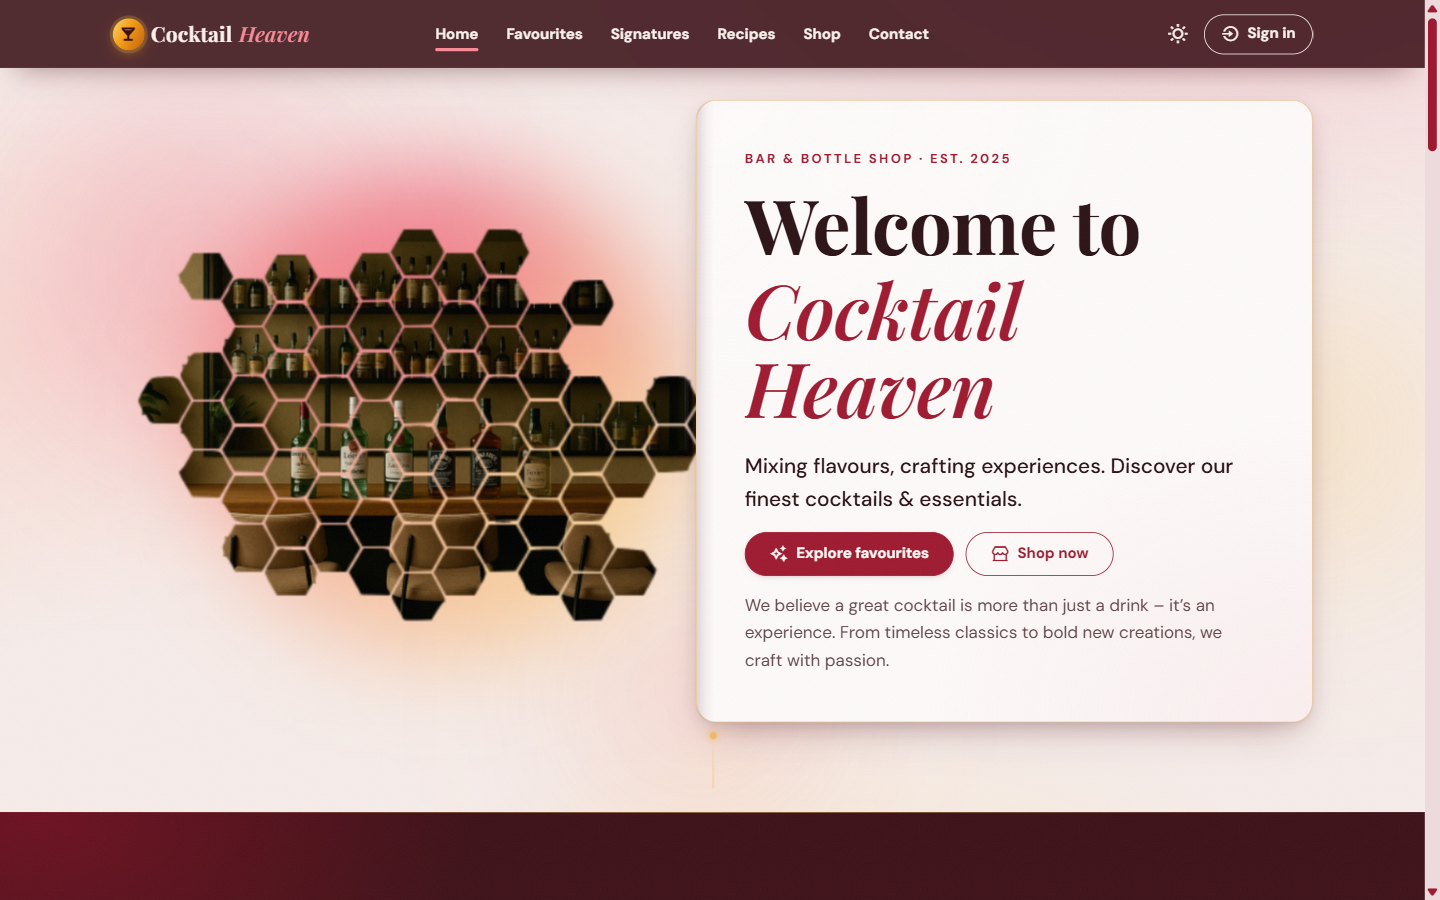 Cocktail Heaven
Home
Favourites
Signatures
Recipes
Shop
Contact
Sign in
BAR & BOTTLE SHOP · EST. 2025
Welcome to
Cocktail
Heaven
Mixing flavours, crafting experiences. Discover our
finest cocktails & essentials.
Explore favourites
Shop now
We believe a great cocktail is more than just a drink – it’s an
experience. From timeless classics to bold new creations, we
craft with passion.